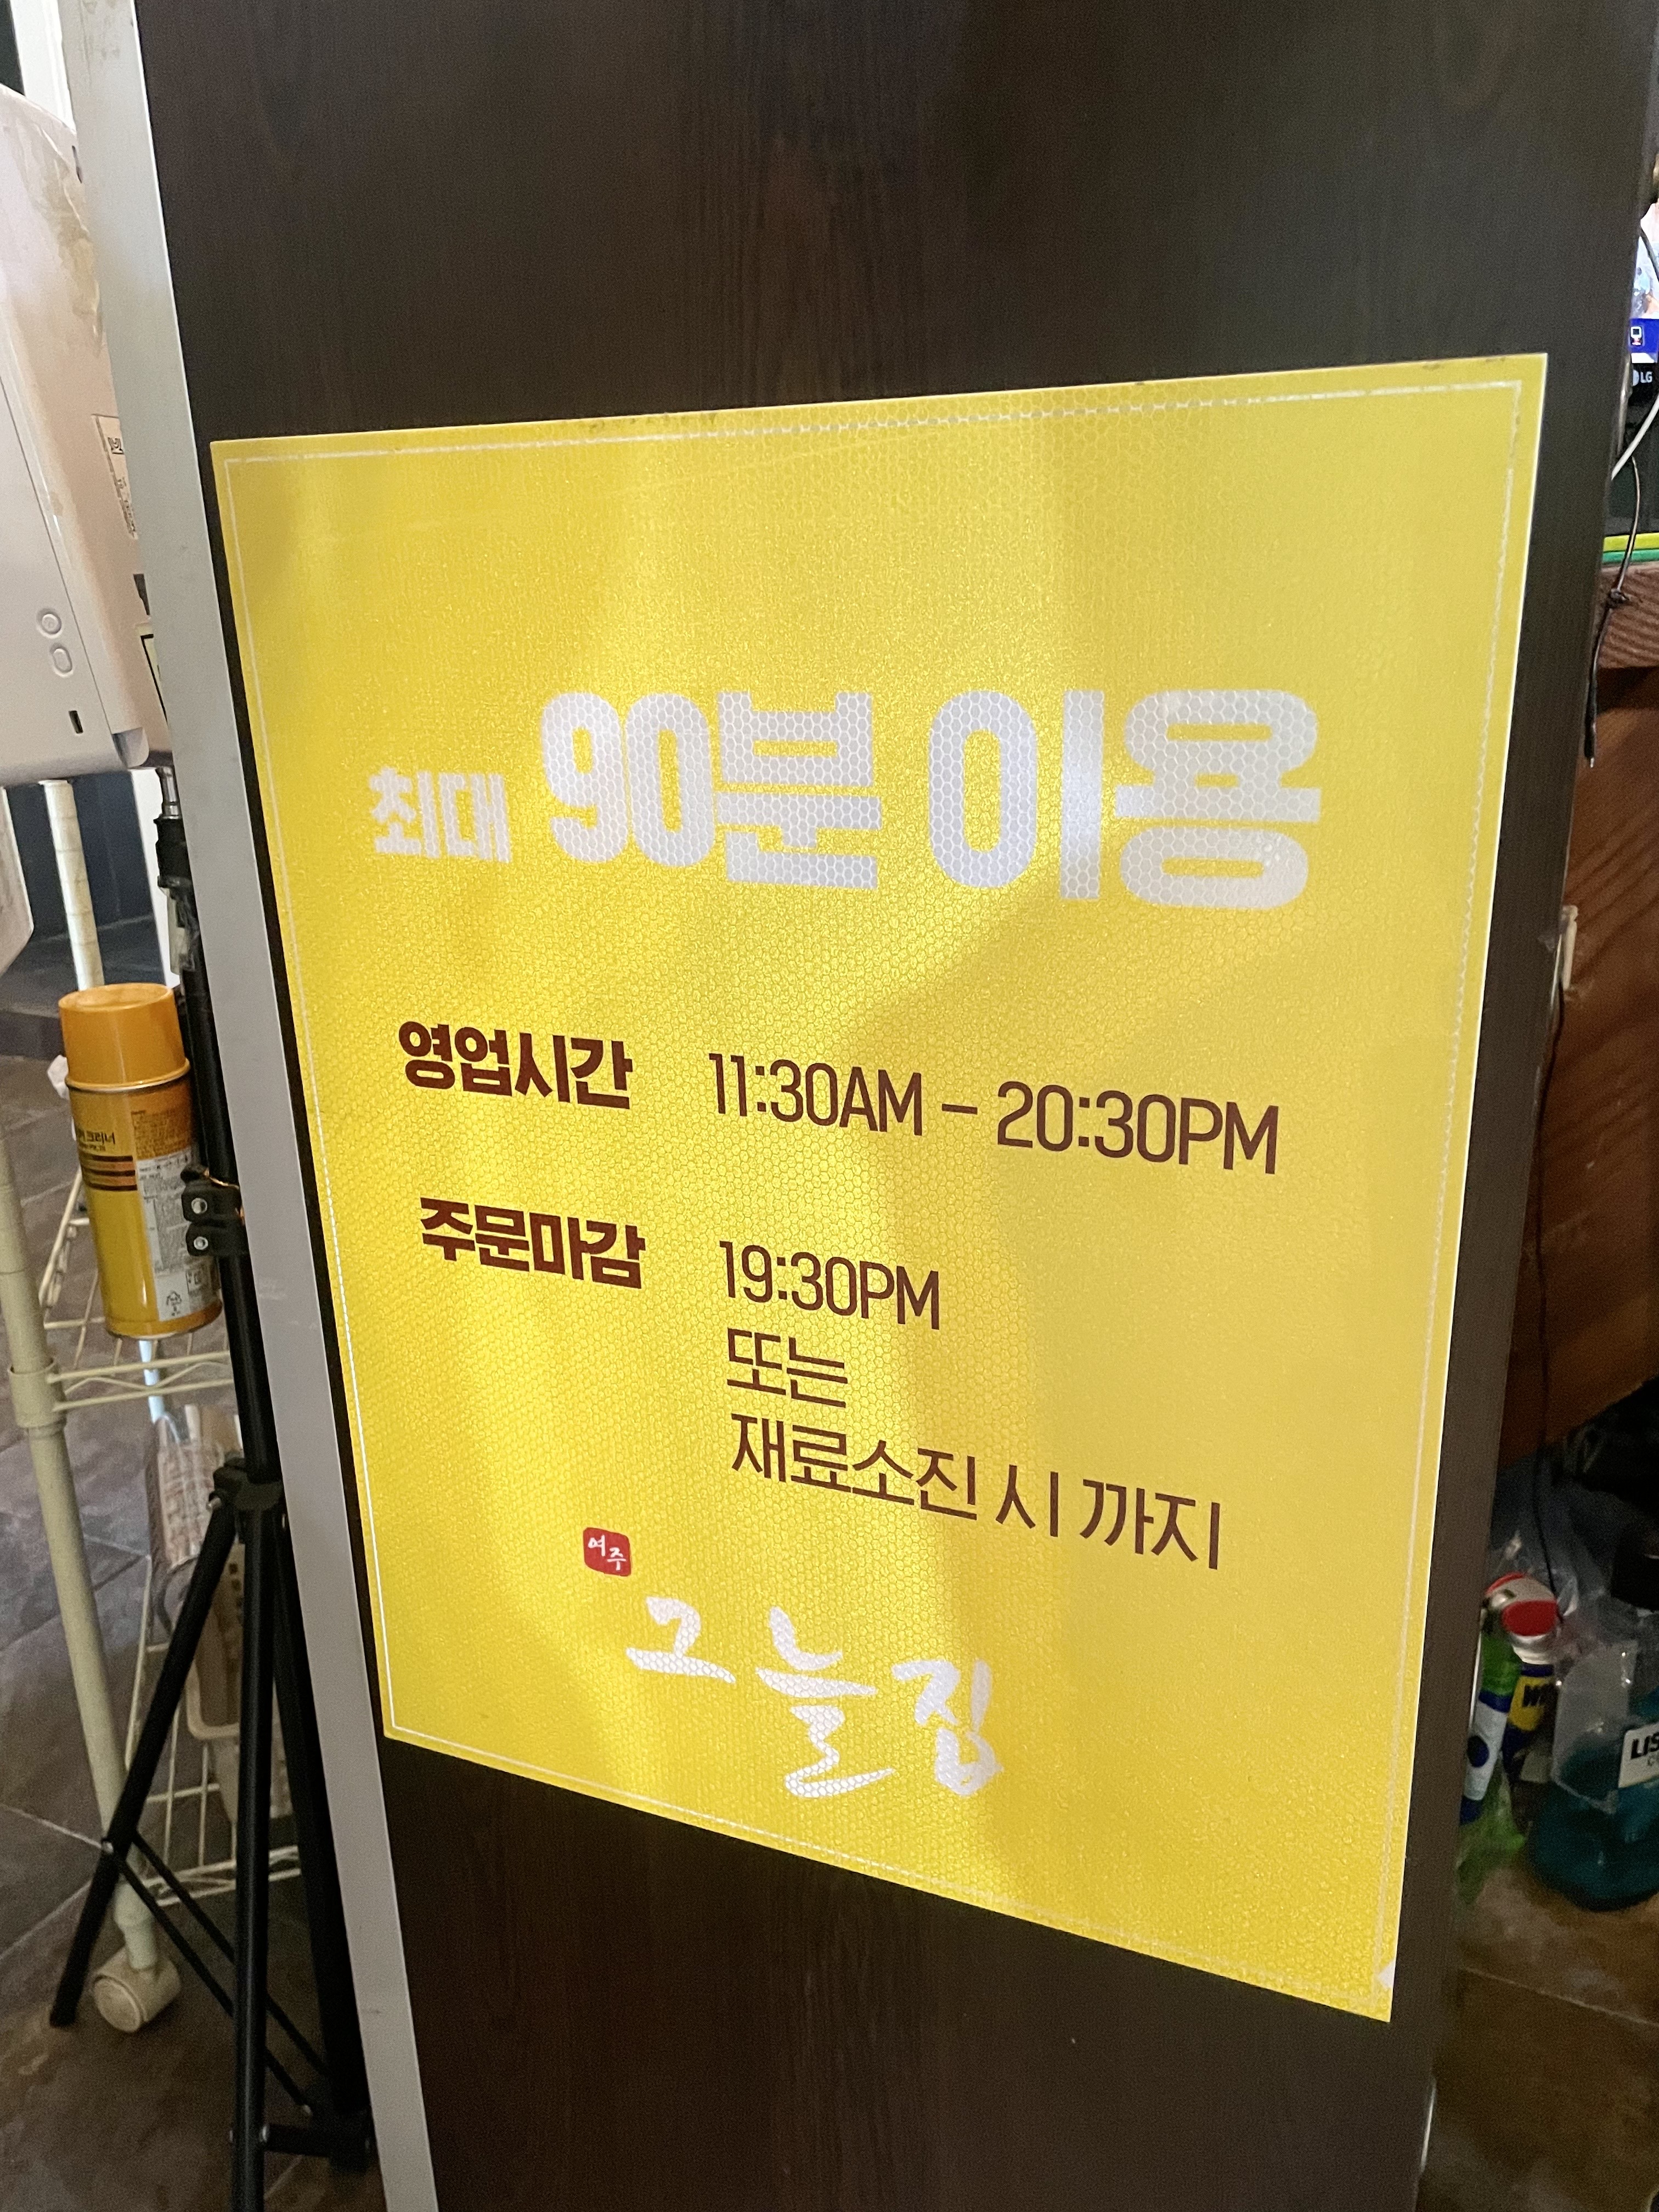 최대 90분 이용
영업시간 11:30AM – 20:30PM
주문마감 19:30PM
또는
재료소진 시 까지
여주
그늘집
LG